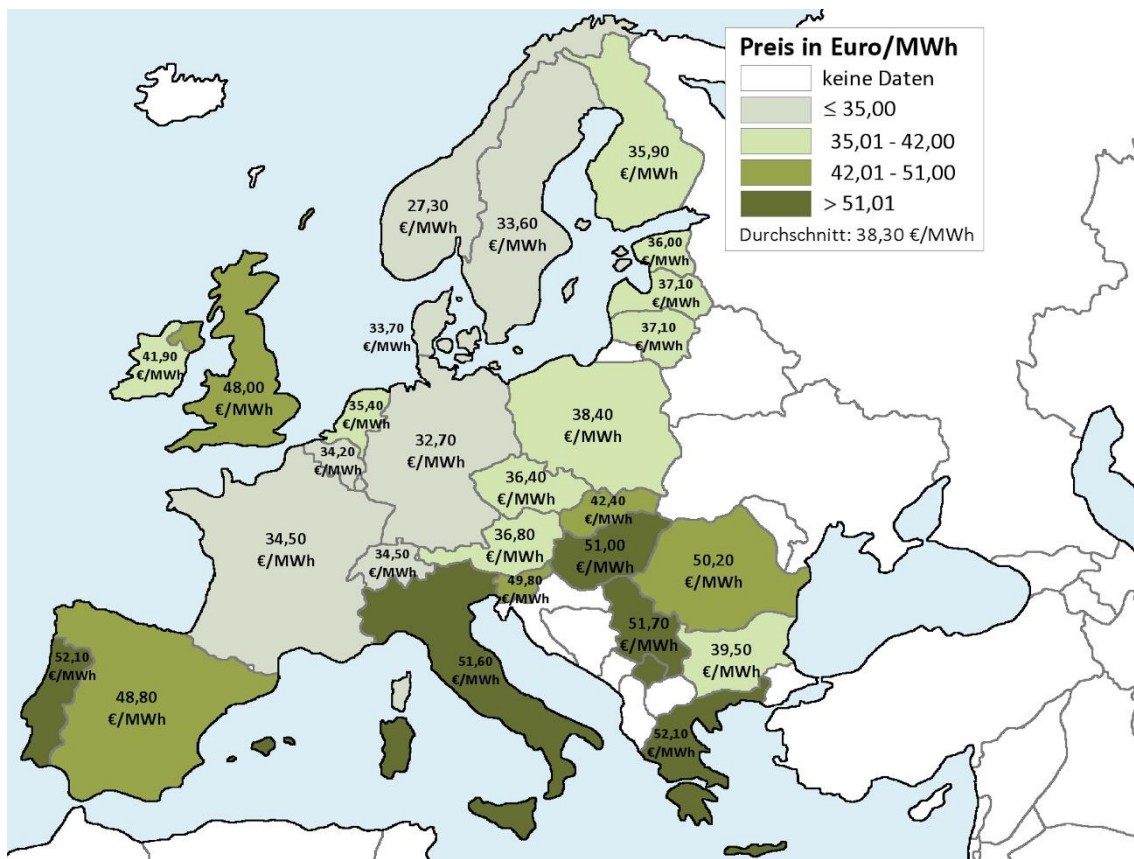 Preis in Euro/MWh
keine Daten
≤ 35,00
35,01 - 42,00
42,01 - 51,00
> 51,01
Durchschnitt: 38,30 €/MWh
35,90
€/MWh
27,30
€/MWh
33,60
€/MWh
36,00
€/MWh
37,10
€/MWh
37,10
€/MWh
33,70
€/MWh
41,90
€/MWh
48,00
€/MWh
35,40
€/MWh
38,40
€/MWh
32,70
€/MWh
34,20
€/MWh
36,40
€/MWh
42,40
€/MWh
34,50
€/MWh
36,80
€/MWh
51,00
€/MWh
34,50
€/MWh
50,20
€/MWh
49,80
€/MWh
51,70
€/MWh
39,50
€/MWh
52,10
€/MWh
51,60
€/MWh
48,80
€/MWh
52,10
€/MWh